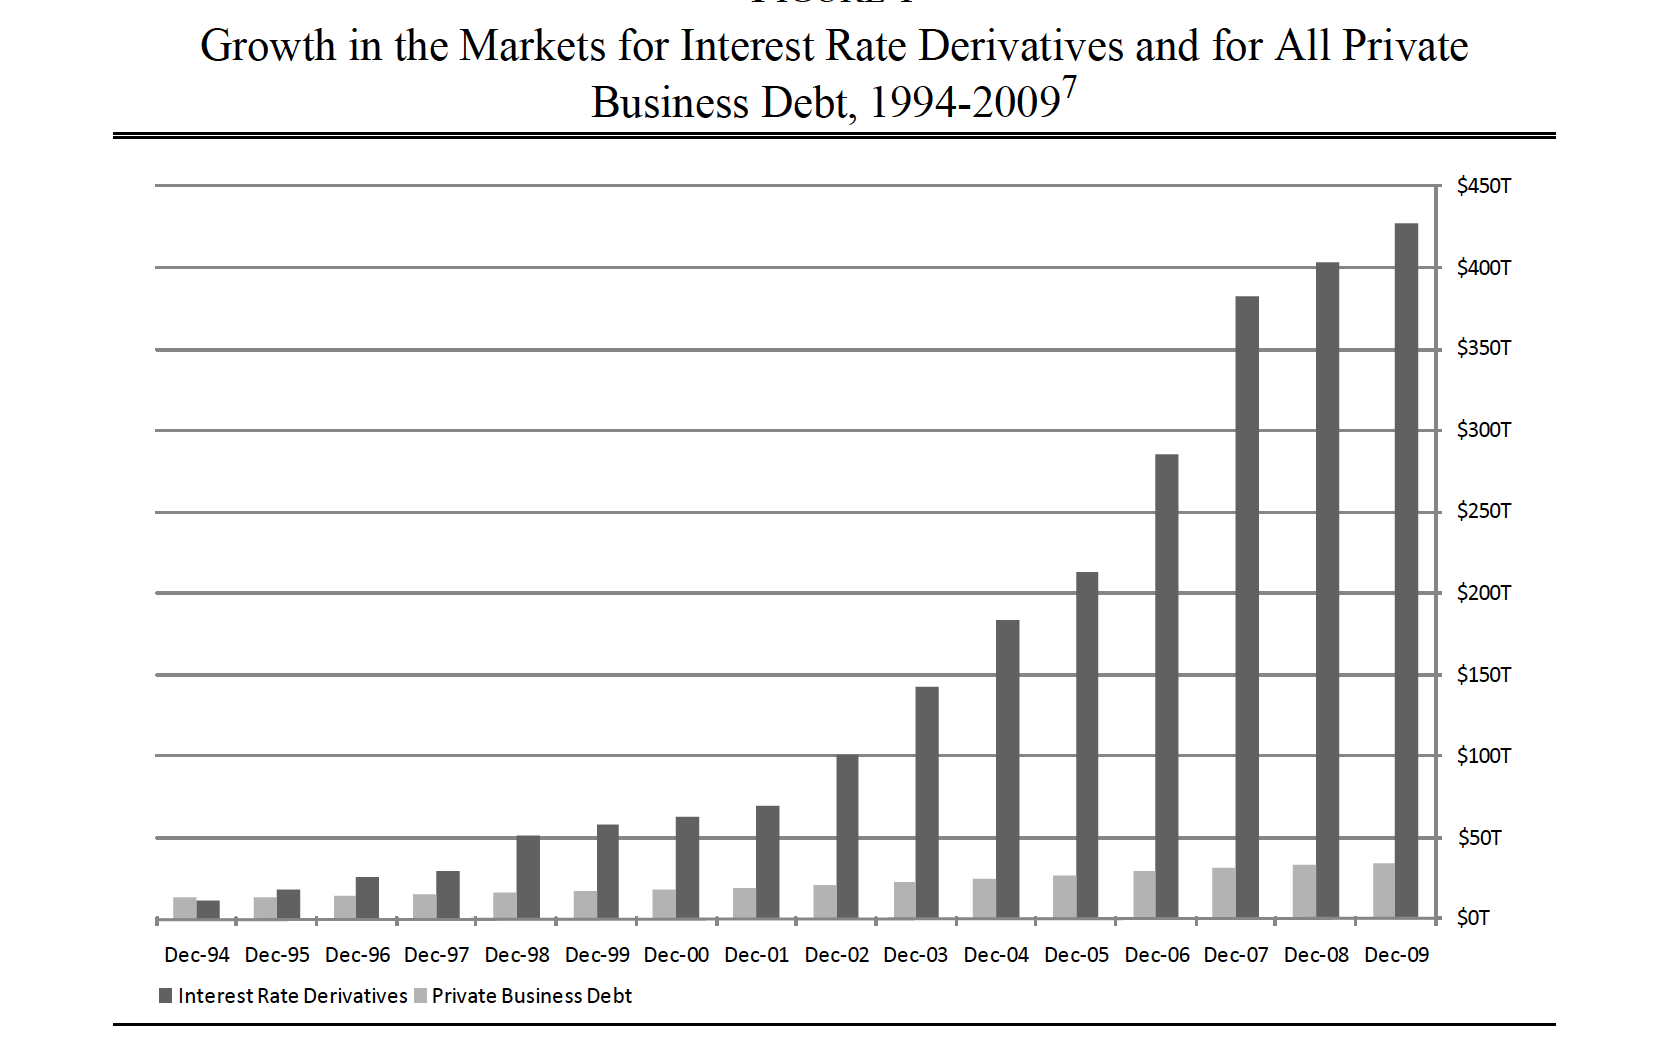 Growth in the Markets for Interest Rate Derivatives and for All Private
Business Debt, 1994-2009⁷
$450T
$400T
$350T
$300T
$250T
$200T
$150T
$100T
$50T
$0T
Dec-94 Dec-95 Dec-96 Dec-97 Dec-98 Dec-99 Dec-00 Dec-01 Dec-02 Dec-03 Dec-04 Dec-05 Dec-06 Dec-07 Dec-08 Dec-09
Interest Rate Derivatives Private Business Debt